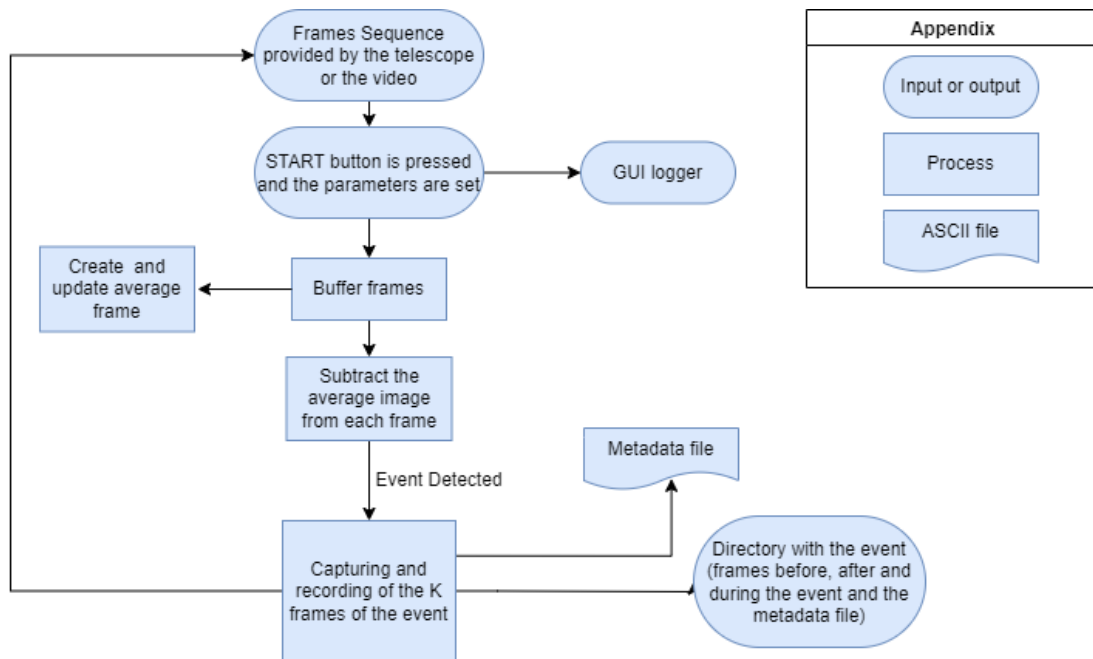 Frames Sequence
provided by the telescope
or the video
START button is pressed
and the parameters are set
GUI logger
Create and
update average
frame
Buffer frames
Subtract the
average image
from each frame
Event Detected
Metadata file
Capturing and
recording of the K
frames of the event
Directory with the event
(frames before, after and
during the event and the
metadata file)
Appendix
Input or output
Process
ASCII file